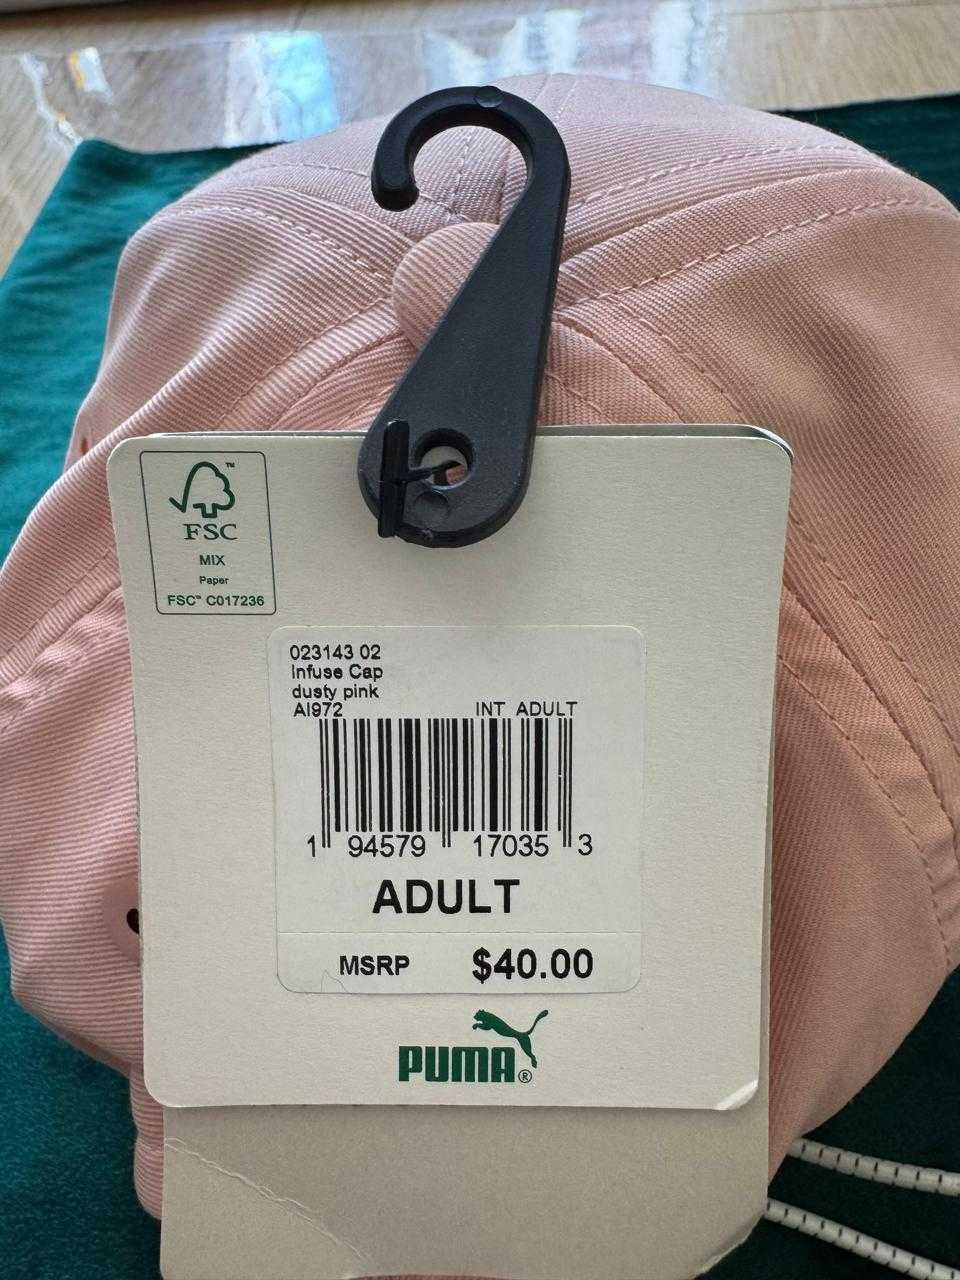 ™
FSC
MIX
Paper
FSC™ C017236
023143 02
Infuse Cap
dusty pink
AI972 INT ADULT
1 94579 17035 3
ADULT
MSRP $40.00
PUMA®